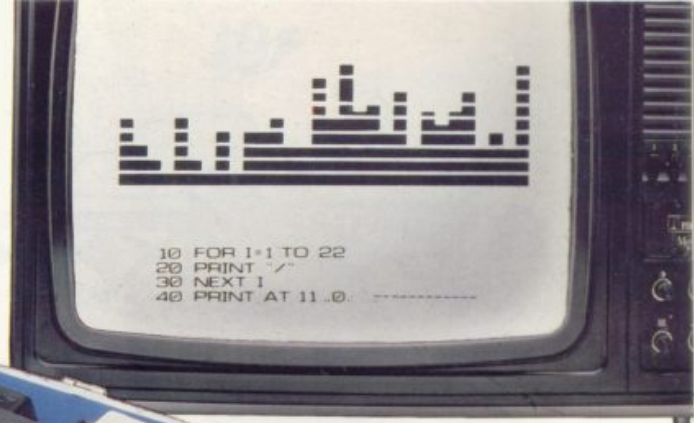 10 FOR I=1 TO 22
20 PRINT "/"
30 NEXT I
40 PRINT AT 11,0; ------------